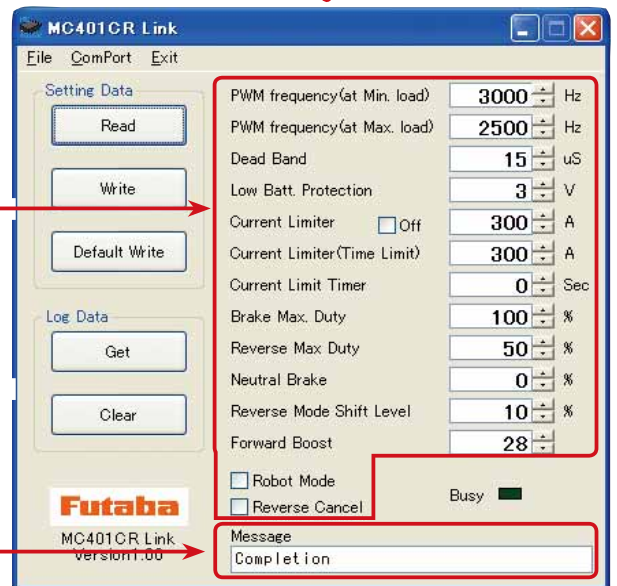 MC401CR Link
File ComPort Exit
Setting Data
Read
Write
Default Write
Log Data
Get
Clear
Futaba
MC401CR Link
Version1.00
PWM frequency(at Min. load) 3000 Hz
PWM frequency(at Max. load) 2500 Hz
Dead Band 15 uS
Low Batt. Protection 3 V
Current Limiter Off 300 A
Current Limiter(Time Limit) 300 A
Current Limit Timer 0 Sec
Brake Max. Duty 100 %
Reverse Max Duty 50 %
Neutral Brake 0 %
Reverse Mode Shift Level 10 %
Forward Boost 28
Robot Mode
Reverse Cancel
Busy
Message
Completion